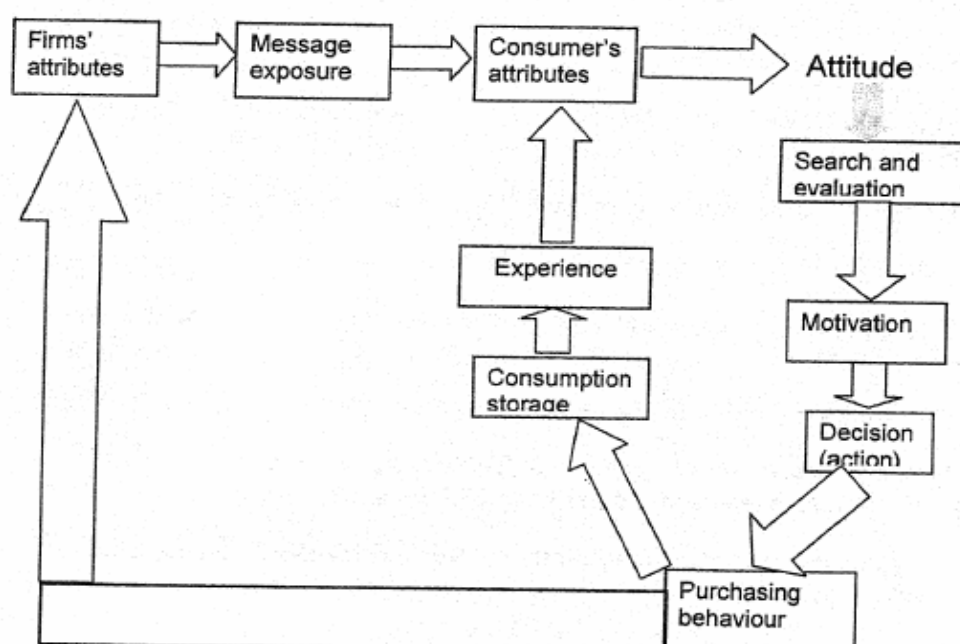 Firms'
attributes
Message
exposure
Consumer's
attributes
Attitude
Search and
evaluation
Motivation
Decision
(action)
Purchasing
behaviour
Consumption
storage
Experience